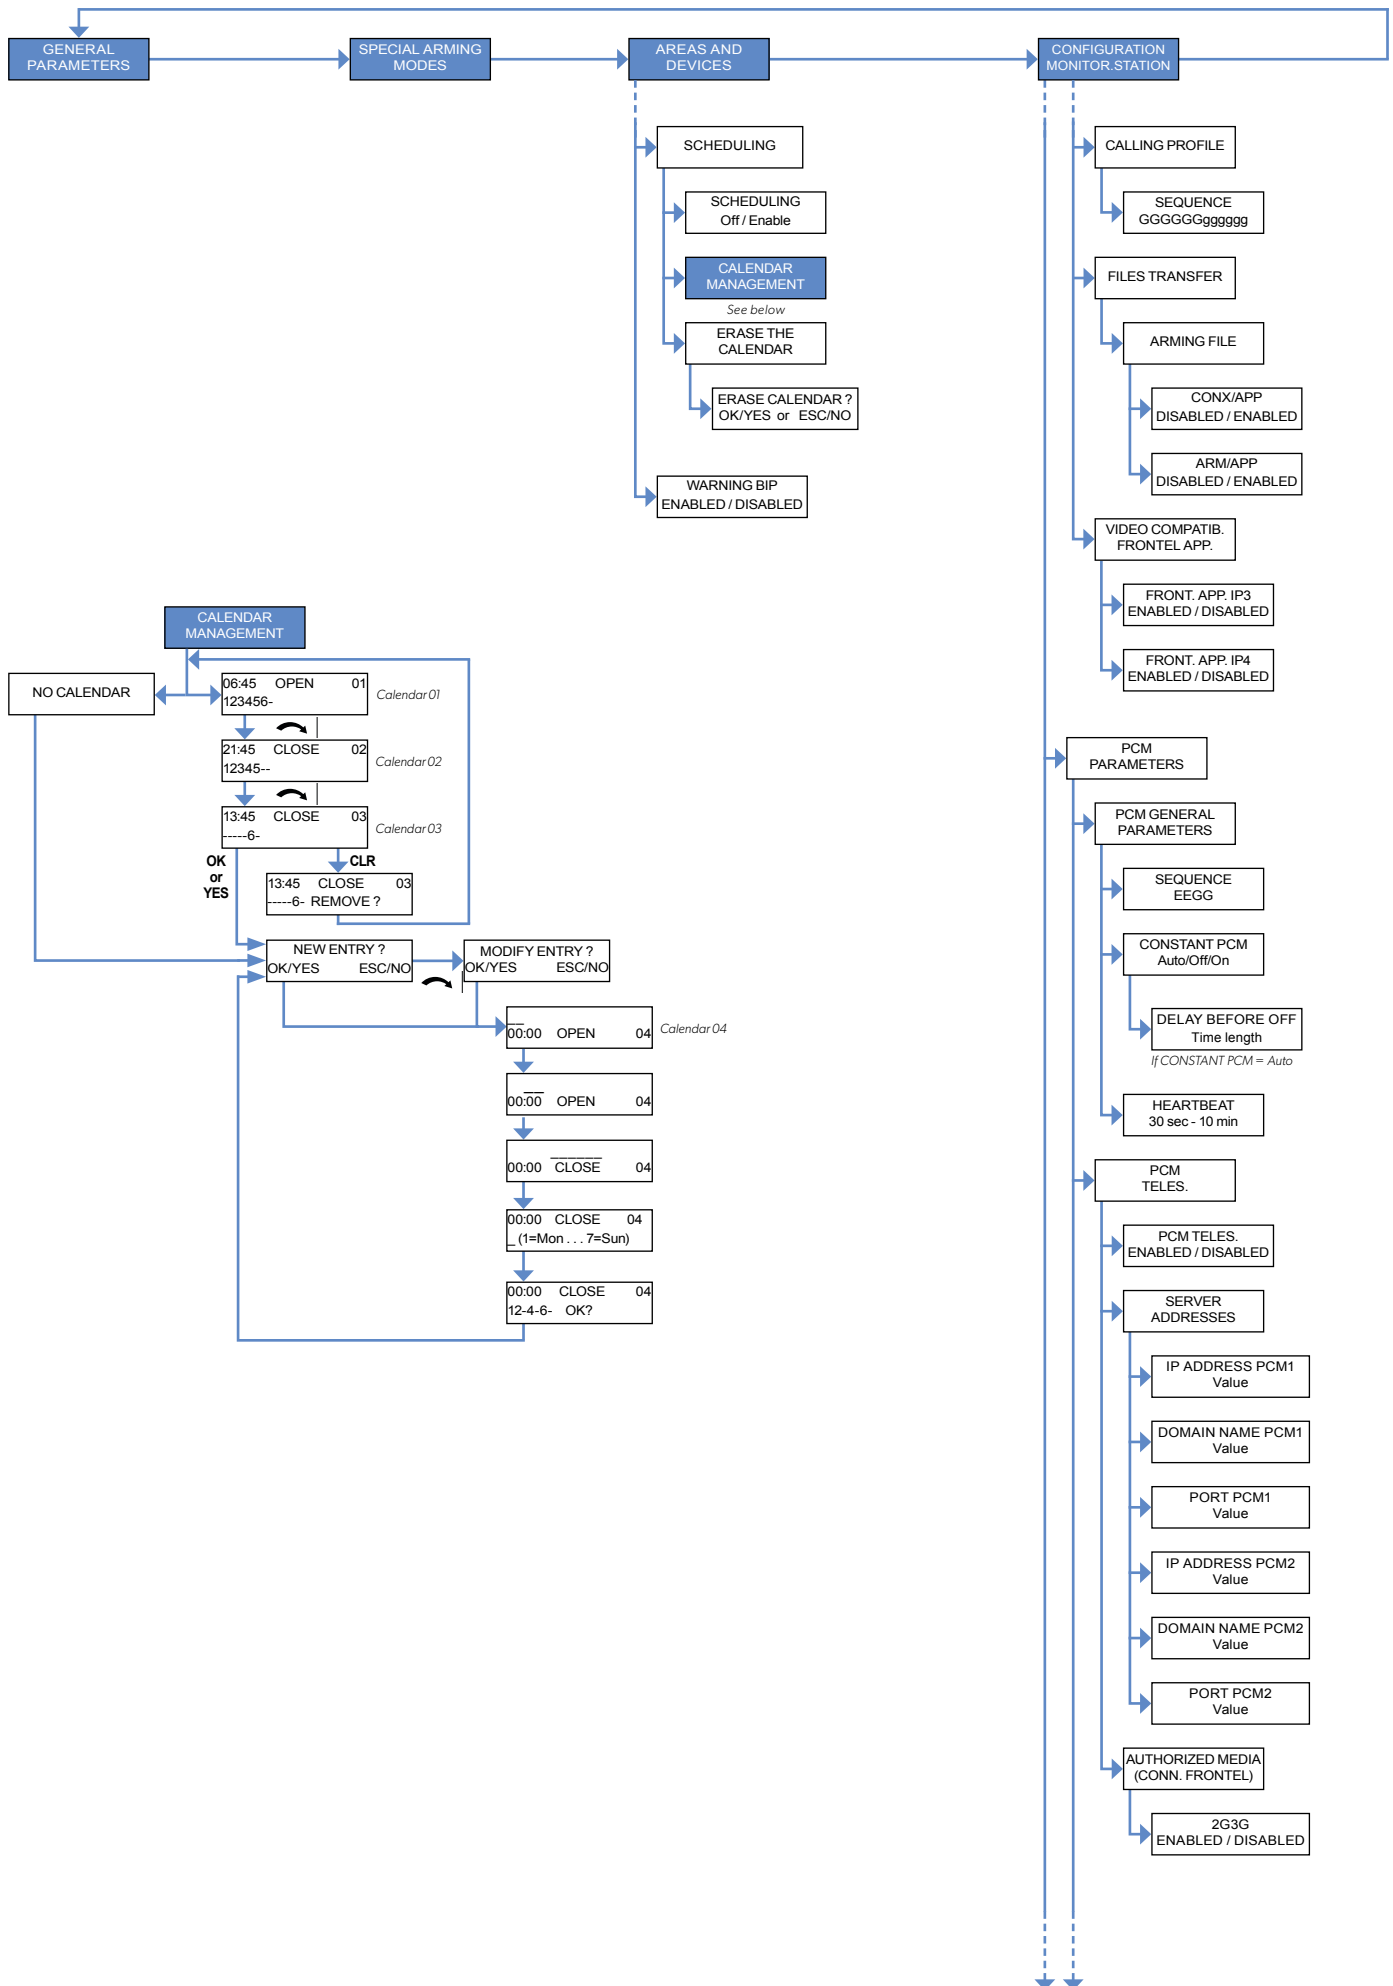 GENERAL
PARAMETERS
SPECIAL ARMING
MODES
AREAS AND
DEVICES
CONFIGURATION
MONITOR.STATION
SCHEDULING
SCHEDULING
Off / Enable
CALENDAR
MANAGEMENT
See below
ERASE THE
CALENDAR
ERASE CALENDAR ?
OK/YES or ESC/NO
WARNING BIP
ENABLED / DISABLED
CALLING PROFILE
SEQUENCE
GGGGGGgggggg
FILES TRANSFER
ARMING FILE
CONX/APP
DISABLED / ENABLED
ARM/APP
DISABLED / ENABLED
VIDEO COMPATIB.
FRONTEL APP.
FRONT. APP. IP3
ENABLED / DISABLED
FRONT. APP. IP4
ENABLED / DISABLED
CALENDAR
MANAGEMENT
NO CALENDAR
06:45 OPEN 01
123456-
Calendar 01
21:45 CLOSE 02
12345--
Calendar 02
13:45 CLOSE 03
-----6-
Calendar 03
OK
or
YES
CLR
13:45 CLOSE 03
-----6- REMOVE ?
NEW ENTRY ?
OK/YES ESC/NO
MODIFY ENTRY ?
OK/YES ESC/NO
__
00:00 OPEN 04
Calendar 04
__
00:00 OPEN 04
______
00:00 CLOSE 04
00:00 CLOSE 04
_ (1=Mon . . . 7=Sun)
00:00 CLOSE 04
12-4-6- OK?
PCM
PARAMETERS
PCM GENERAL
PARAMETERS
SEQUENCE
EEGG
CONSTANT PCM
Auto/Off/On
DELAY BEFORE OFF
Time length
If CONSTANT PCM = Auto
HEARTBEAT
30 sec - 10 min
PCM
TELES.
PCM TELES.
ENABLED / DISABLED
SERVER
ADDRESSES
IP ADDRESS PCM1
Value
DOMAIN NAME PCM1
Value
PORT PCM1
Value
IP ADDRESS PCM2
Value
DOMAIN NAME PCM2
Value
PORT PCM2
Value
AUTHORIZED MEDIA
(CONN. FRONTEL)
2G3G
ENABLED / DISABLED